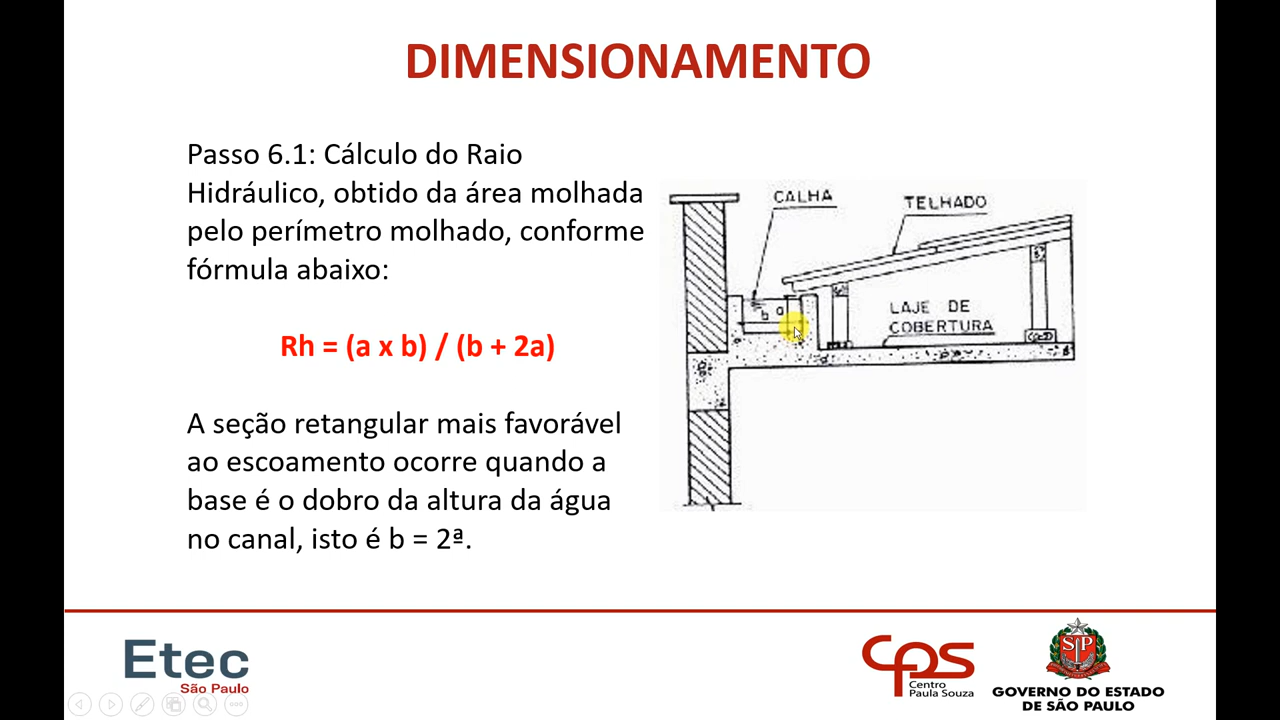 DIMENSIONAMENTO
Passo 6.1: Cálculo do Raio
Hidráulico, obtido da área molhada
pelo perímetro molhado, conforme
fórmula abaixo:
Rh = (a x b) / (b + 2a)
A seção retangular mais favorável
ao escoamento ocorre quando a
base é o dobro da altura da água
no canal, isto é b = 2ª.
CALHA
TELHADO
b a
LAJE DE
COBERTURA
Etec
São Paulo
CPS
Centro
Paula Souza
SP
GOVERNO DO ESTADO
DE SÃO PAULO